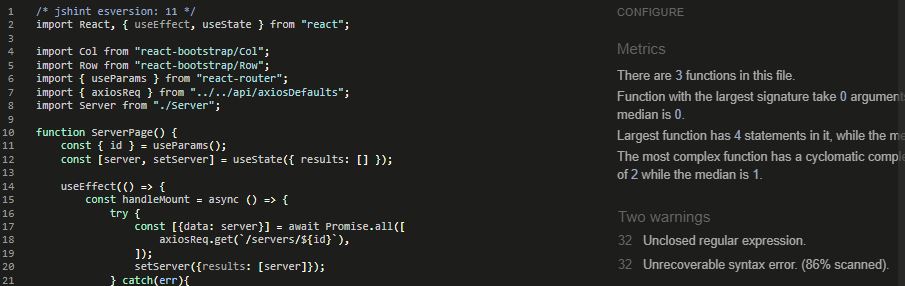 1 /* jshint esversion: 11 */
2 import React, { useEffect, useState } from "react";
3
4 import Col from "react-bootstrap/Col";
5 import Row from "react-bootstrap/Row";
6 import { useParams } from "react-router";
7 import { axiosReq } from "../../api/axiosDefaults";
8 import Server from "./Server";
9
10 function ServerPage() {
11 const { id } = useParams();
12 const [server, setServer] = useState({ results: [] });
13
14 useEffect(() => {
15 const handleMount = async () => {
16 try {
17 const [{data: server}] = await Promise.all([
18 axiosReq.get(`/servers/${id}`),
19 ]);
20 setServer({results: [server]});
21 } catch(err){
CONFIGURE
Metrics
There are 3 functions in this file.
Function with the largest signature take 0 argument
median is 0.
Largest function has 4 statements in it, while the me
The most complex function has a cyclomatic comple
of 2 while the median is 1.
Two warnings
32 Unclosed regular expression.
32 Unrecoverable syntax error. (86% scanned).